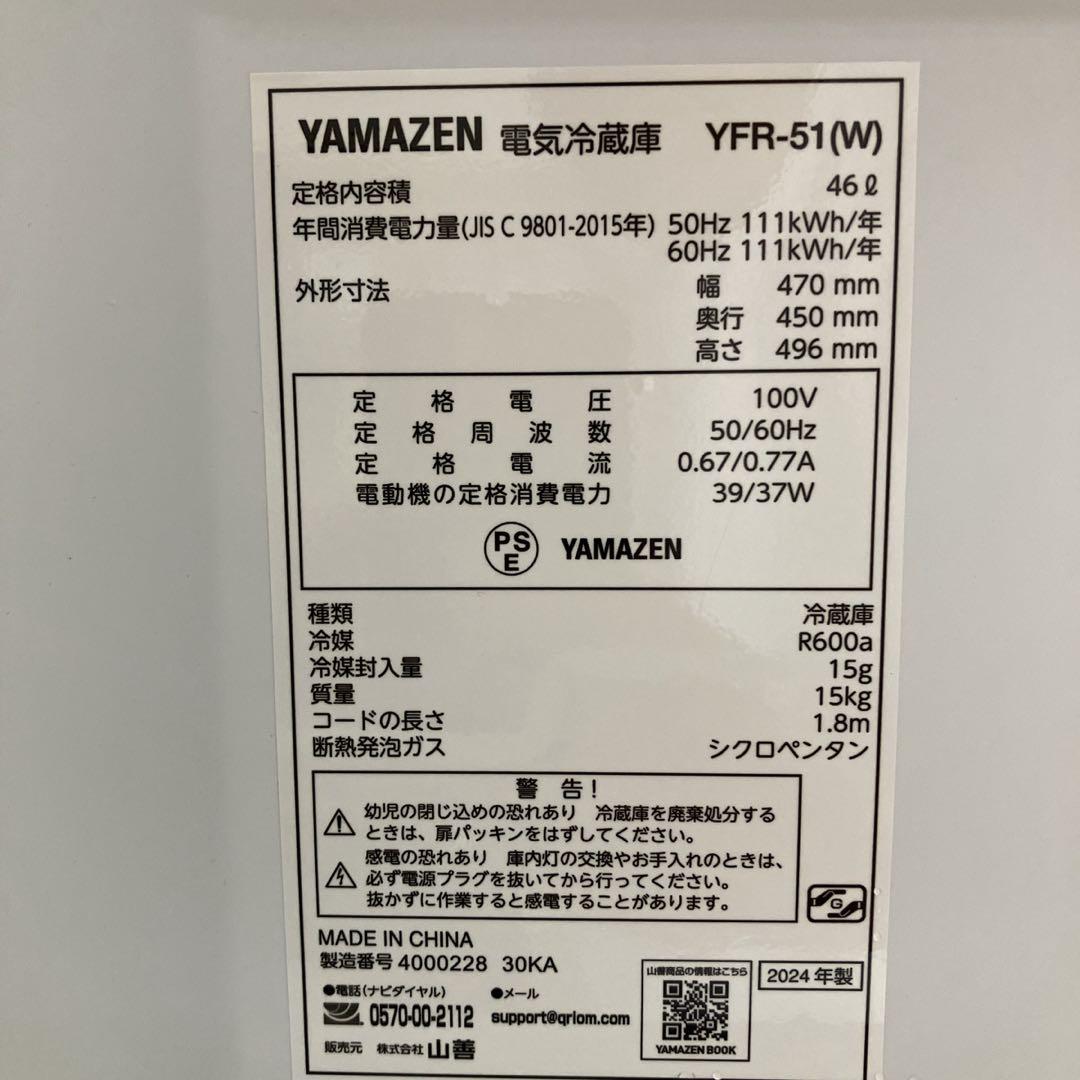 YAMAZEN 電気冷蔵庫 YFR-51(W)
定格内容積 46ℓ
年間消費電力量(JIS C 9801-2015年) 50Hz 111kWh/年
60Hz 111kWh/年
外形寸法 幅 470 mm
奥行 450 mm
高さ 496 mm
定格電圧 100V
定格周波数 50/60Hz
定格電流 0.67/0.77A
電動機の定格消費電力 39/37W
PS
E
YAMAZEN
種類 冷蔵庫
冷媒 R600a
冷媒封入量 15g
質量 15kg
コードの長さ 1.8m
断熱発泡ガス シクロペンタン
警告！
幼児の閉じ込めの恐れあり 冷蔵庫を廃棄処分する
ときは、扉パッキンをはずしてください。
感電の恐れあり 庫内灯の交換やお手入れのときは、
必ず電源プラグを抜いてから行ってください。
抜かずに作業すると感電することがあります。
G
MADE IN CHINA
製造番号 4000228 30KA
●電話(ナビダイヤル) ●メール
0570-00-2112 support@qriom.com
販売元 株式会社 山善
山善商品の情報はこちら
YAMAZEN BOOK
2024年製